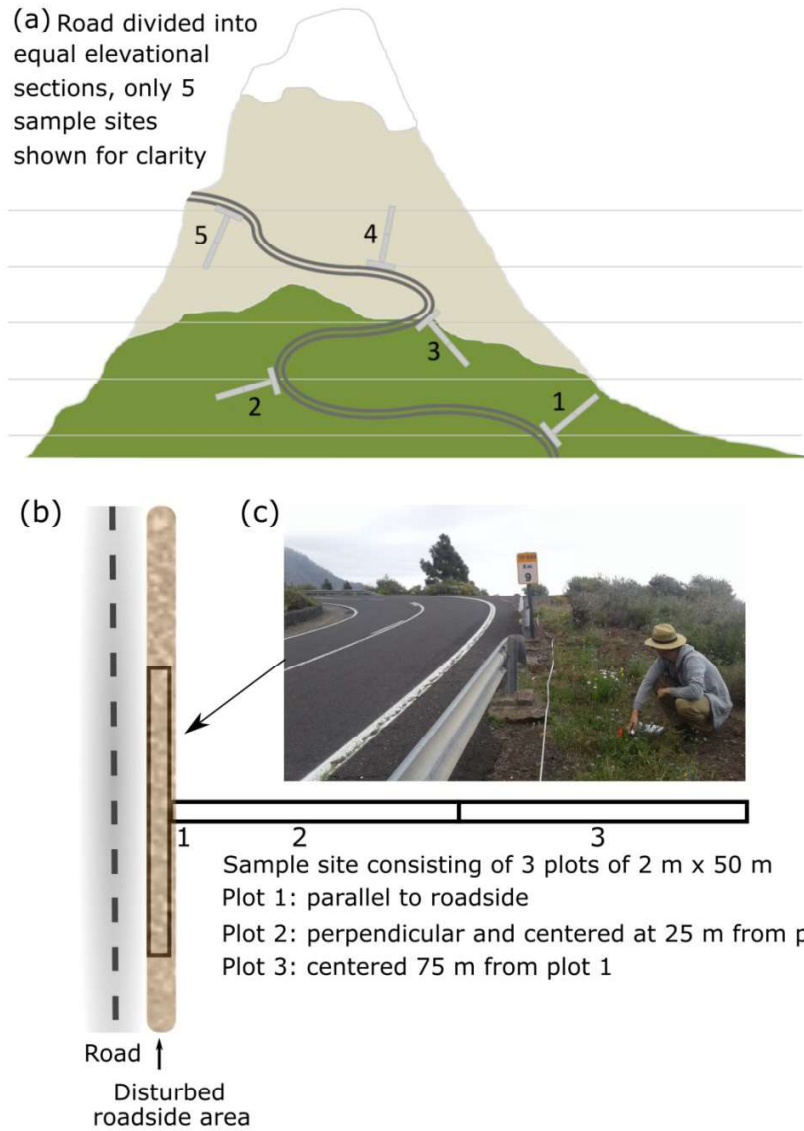 (a) Road divided into
equal elevational
sections, only 5
sample sites
shown for clarity
5
4
3
2
1
(b)
(c)
9
1
2
3
Sample site consisting of 3 plots of 2 m x 50 m
Plot 1: parallel to roadside
Plot 2: perpendicular and centered at 25 m from p
Plot 3: centered 75 m from plot 1
Road
Disturbed
roadside area